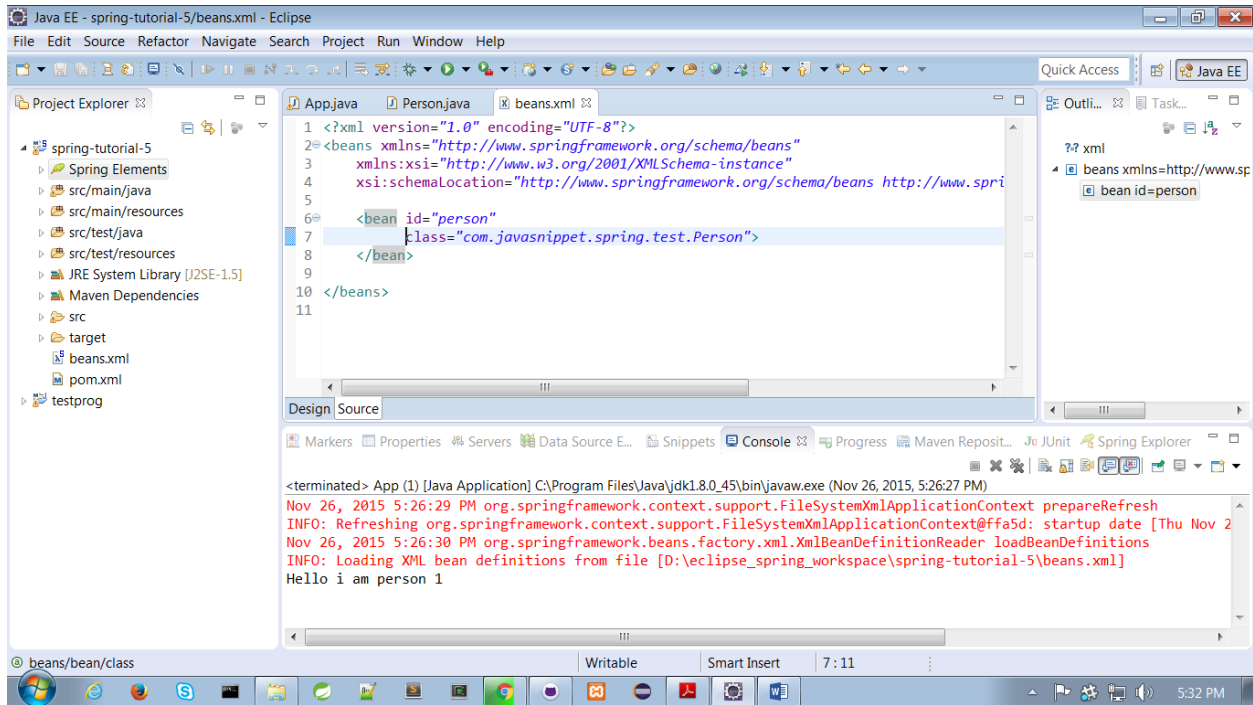 Java EE - spring-tutorial-5/beans.xml - Eclipse
File Edit Source Refactor Navigate Search Project Run Window Help
Quick Access Java EE
Project Explorer
spring-tutorial-5
Spring Elements
src/main/java
src/main/resources
src/test/java
src/test/resources
JRE System Library [J2SE-1.5]
Maven Dependencies
src
target
beans.xml
pom.xml
testprog
App.java Person.java beans.xml
1 <?xml version="1.0" encoding="UTF-8"?>
2 <beans xmlns="http://www.springframework.org/schema/beans"
3 xmlns:xsi="http://www.w3.org/2001/XMLSchema-instance"
4 xsi:schemaLocation="http://www.springframework.org/schema/beans http://www.spri
5
6 <bean id="person"
7 class="com.javasnippet.spring.test.Person">
8 </bean>
9
10 </beans>
11
Design Source
Outli... Task...
?-? xml
e beans xmlns=http://www.sp
e bean id=person
Markers Properties Servers Data Source E... Snippets Console Progress Maven Reposit... JUnit Spring Explorer
<terminated> App (1) [Java Application] C:\Program Files\Java\jdk1.8.0_45\bin\javaw.exe (Nov 26, 2015, 5:26:27 PM)
Nov 26, 2015 5:26:29 PM org.springframework.context.support.FileSystemXmlApplicationContext prepareRefresh
INFO: Refreshing org.springframework.context.support.FileSystemXmlApplicationContext@ffa5d: startup date [Thu Nov 2
Nov 26, 2015 5:26:30 PM org.springframework.beans.factory.xml.XmlBeanDefinitionReader loadBeanDefinitions
INFO: Loading XML bean definitions from file [D:\eclipse_spring_workspace\spring-tutorial-5\beans.xml]
Hello i am person 1
beans/bean/class Writable Smart Insert 7 : 11
5:32 PM